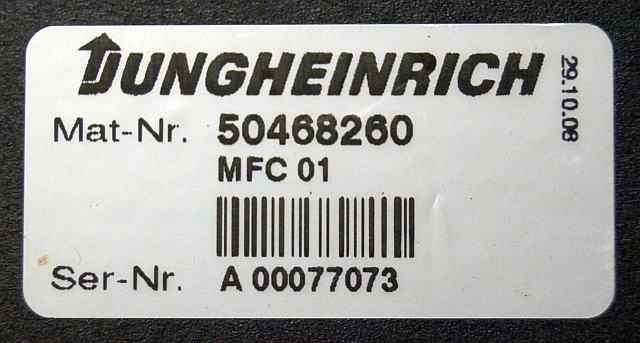 JUNGHEINRICH
Mat-Nr. 50468260
MFC 01
Ser-Nr. A 00077073
29.10.08